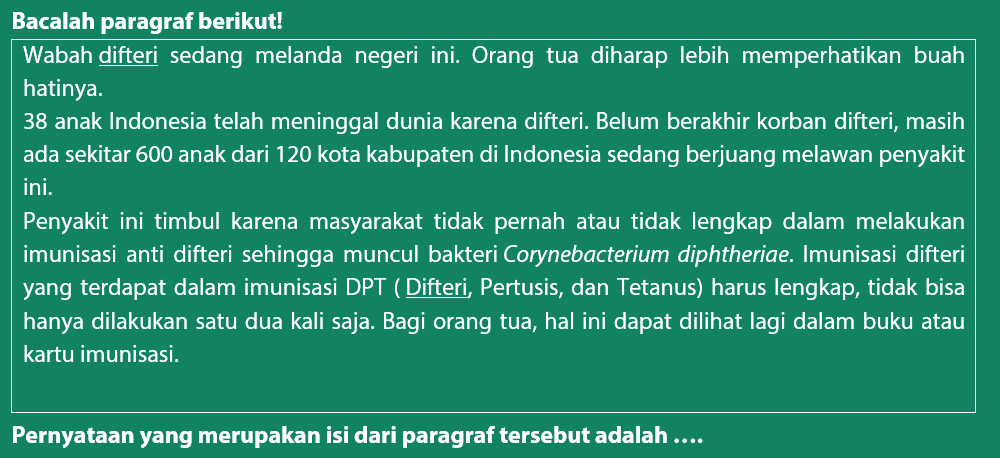 Bacalah paragraf berikut!
Wabah difteri sedang melanda negeri ini. Orang tua diharap lebih memperhatikan buah
hatinya.
38 anak Indonesia telah meninggal dunia karena difteri. Belum berakhir korban difteri, masih
ada sekitar 600 anak dari 120 kota kabupaten di Indonesia sedang berjuang melawan penyakit
ini.
Penyakit ini timbul karena masyarakat tidak pernah atau tidak lengkap dalam melakukan
imunisasi anti difteri sehingga muncul bakteri Corynebacterium diphtheriae. Imunisasi difteri
yang terdapat dalam imunisasi DPT ( Difteri, Pertusis, dan Tetanus) harus lengkap, tidak bisa
hanya dilakukan satu dua kali saja. Bagi orang tua, hal ini dapat dilihat lagi dalam buku atau
kartu imunisasi.
Pernyataan yang merupakan isi dari paragraf tersebut adalah ....